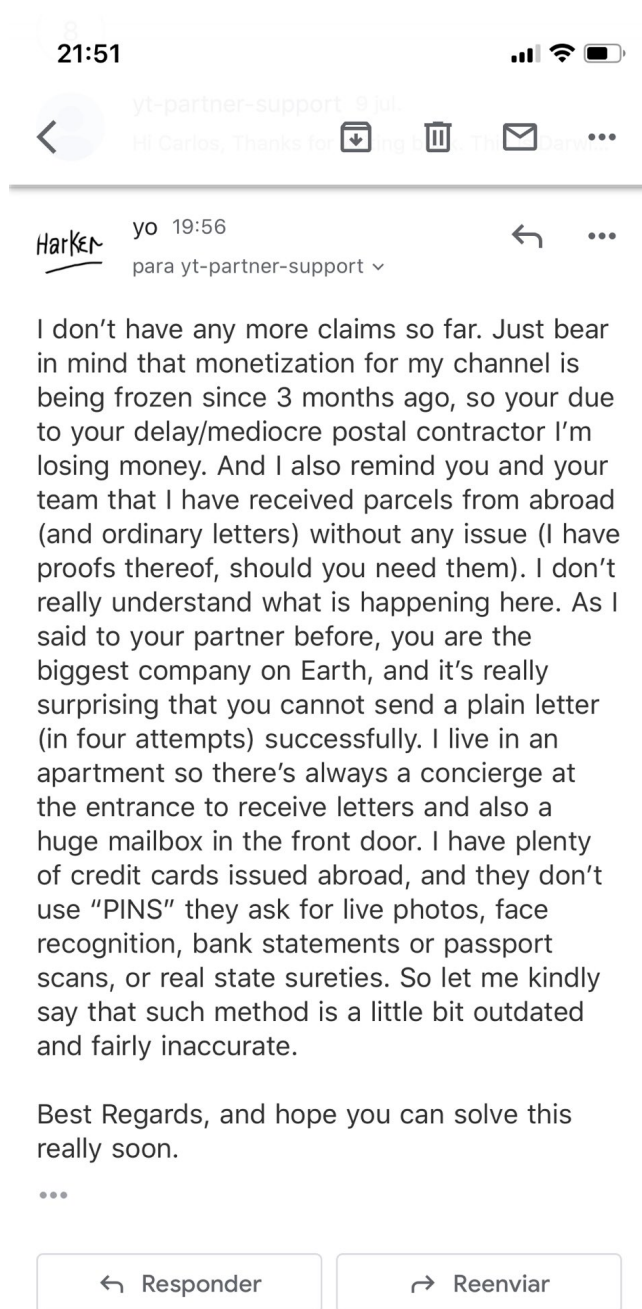 8
21:51
yt-partner-support 9 jul.
Hi Carlos, Thanks for
yo 19:56
Harker
para yt-partner-support
I don’t have any more claims so far. Just bear
in mind that monetization for my channel is
being frozen since 3 months ago, so your due
to your delay/mediocre postal contractor I’m
losing money. And I also remind you and your
team that I have received parcels from abroad
(and ordinary letters) without any issue (I have
proofs thereof, should you need them). I don’t
really understand what is happening here. As I
said to your partner before, you are the
biggest company on Earth, and it’s really
surprising that you cannot send a plain letter
(in four attempts) successfully. I live in an
apartment so there’s always a concierge at
the entrance to receive letters and also a
huge mailbox in the front door. I have plenty
of credit cards issued abroad, and they don’t
use “PINS” they ask for live photos, face
recognition, bank statements or passport
scans, or real state sureties. So let me kindly
say that such method is a little bit outdated
and fairly inaccurate.
Best Regards, and hope you can solve this
really soon.
Responder
Reenviar